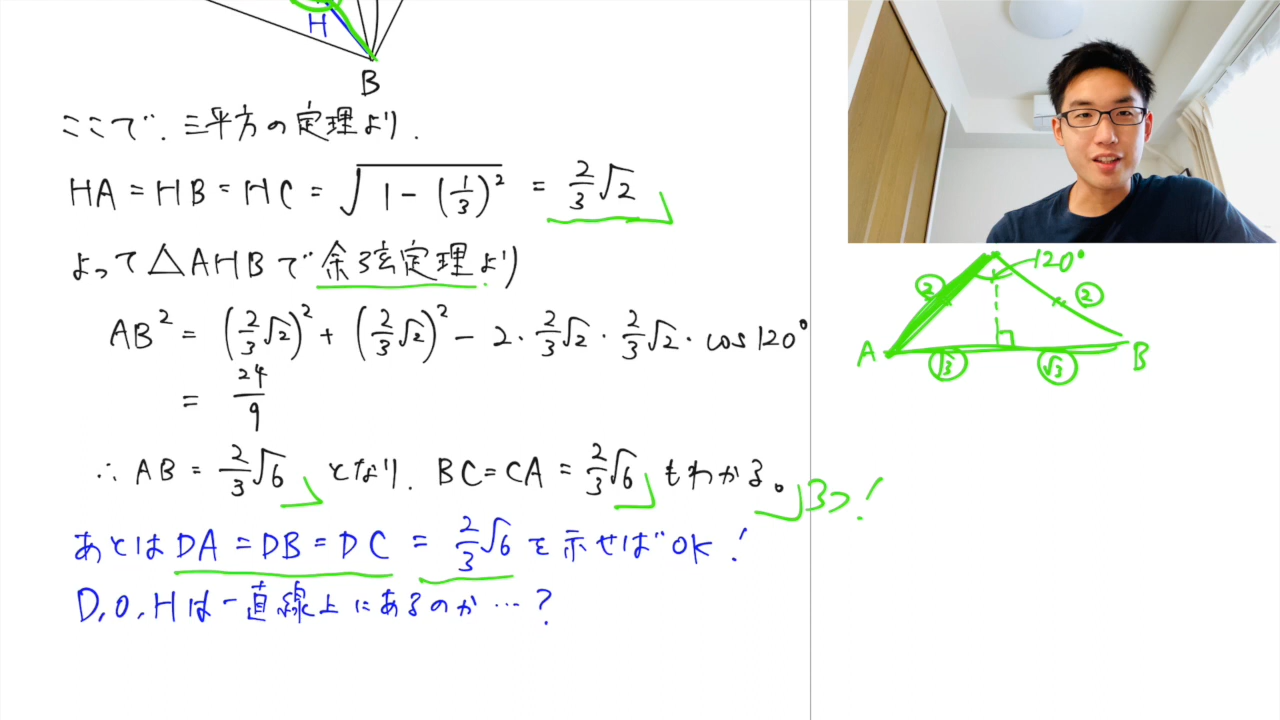 H
B
ここで、三平方の定理より.
HA = HB = HC = √(1 - (1/3)²) = 2/3√2
よって △AHBで余弦定理より
AB² = (2/3√2)² + (2/3√2)² - 2・2/3√2・2/3√2・cos120°
= 24/9
∴ AB = 2/3√6 となり. BC=CA = 2/3√6 もわかる。 3つ!
あとは DA = DB = DC = 2/3√6 を示せばOK!
D, O, Hは一直線上にあるのか…?
120°
② ②
A B
√3 √3